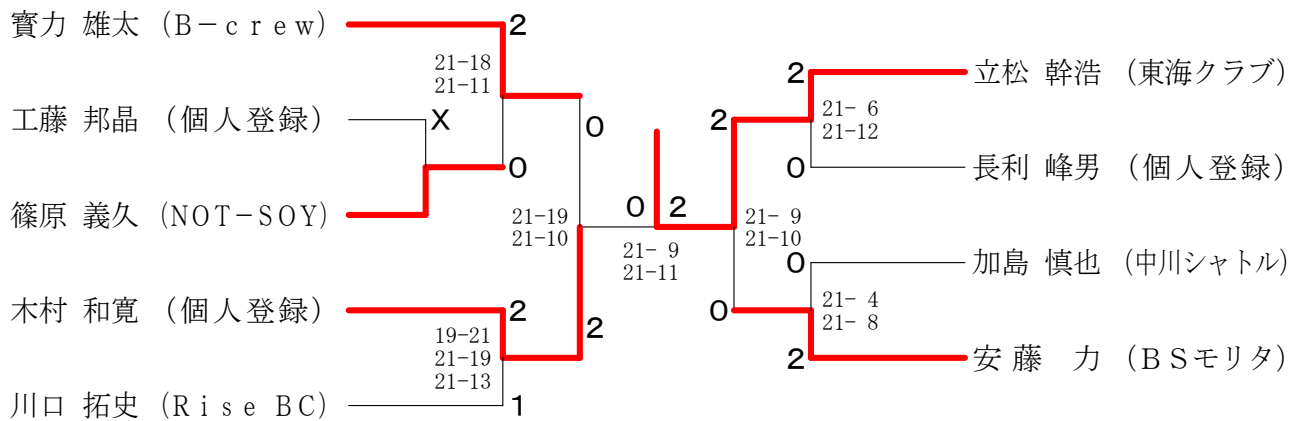 寳力 雄太 (B－crew)
2
21-18
21-11
工藤 邦晶 (個人登録)
X
0
0
篠原 義久 (NOT－SOY)
21-19
21-10
木村 和寛 (個人登録)
2
19-21
21-19
21-13
2
川口 拓史 (Rise BC)
1
0
2
21- 9
21-11
2
立松 幹浩 (東海クラブ)
21- 6
21-12
2
0
長利 峰男 (個人登録)
21- 9
21-10
0
加島 慎也 (中川シャトル)
21- 4
21- 8
0
2
安藤 力 (BSモリタ)